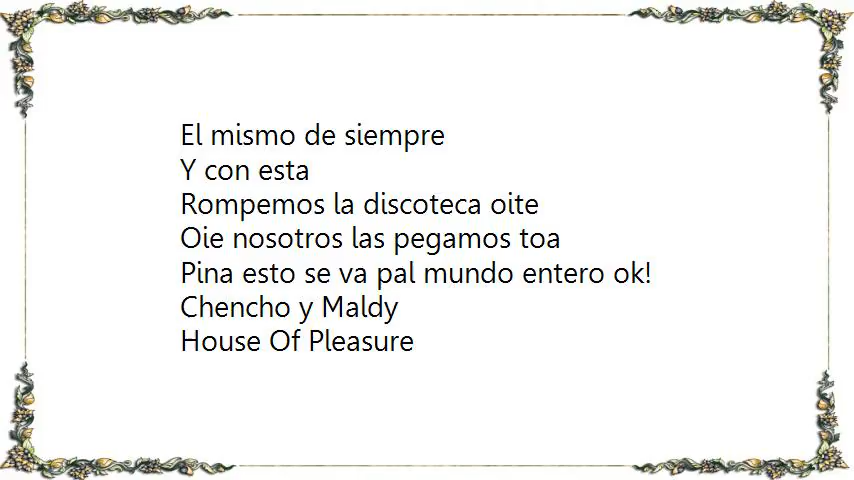 El mismo de siempre
Y con esta
Rompemos la discoteca oite
Oie nosotros las pegamos toa
Pina esto se va pal mundo entero ok!
Chencho y Maldy
House Of Pleasure